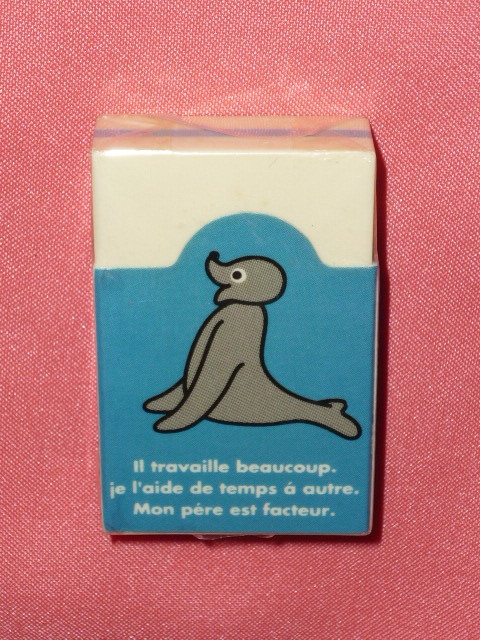 Il travaille beaucoup.
je l'aide de temps á autre.
Mon pére est facteur.